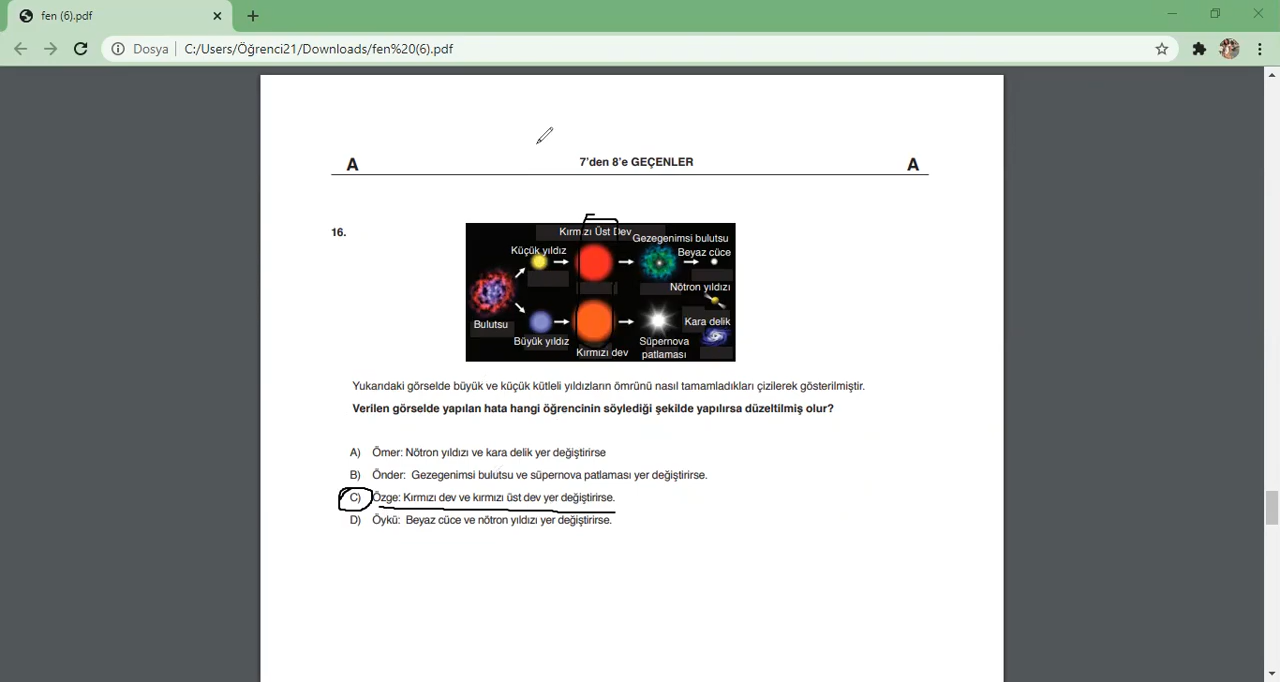 fen (6).pdf
Dosya
C:/Users/Öğrenci21/Downloads/fen%20(6).pdf
A
7'den 8'e GEÇENLER
A
16.
Kırmızı Üst Dev
Gezegenimsi bulutsu
Küçük yıldız
Beyaz cüce
Nötron yıldızı
Bulutsu
Kara delik
Büyük yıldız
Süpernova
patlaması
Kırmızı dev
Yukarıdaki görselde büyük ve küçük kütleli yıldızların ömrünü nasıl tamamladıkları çizilerek gösterilmiştir.
Verilen görselde yapılan hata hangi öğrencinin söylediği şekilde yapılırsa düzeltilmiş olur?
A) Ömer: Nötron yıldızı ve kara delik yer değiştirirse
B) Önder: Gezegenimsi bulutsu ve süpernova patlaması yer değiştirirse.
C) Özge: Kırmızı dev ve kırmızı üst dev yer değiştirirse.
D) Öykü: Beyaz cüce ve nötron yıldızı yer değiştirirse.